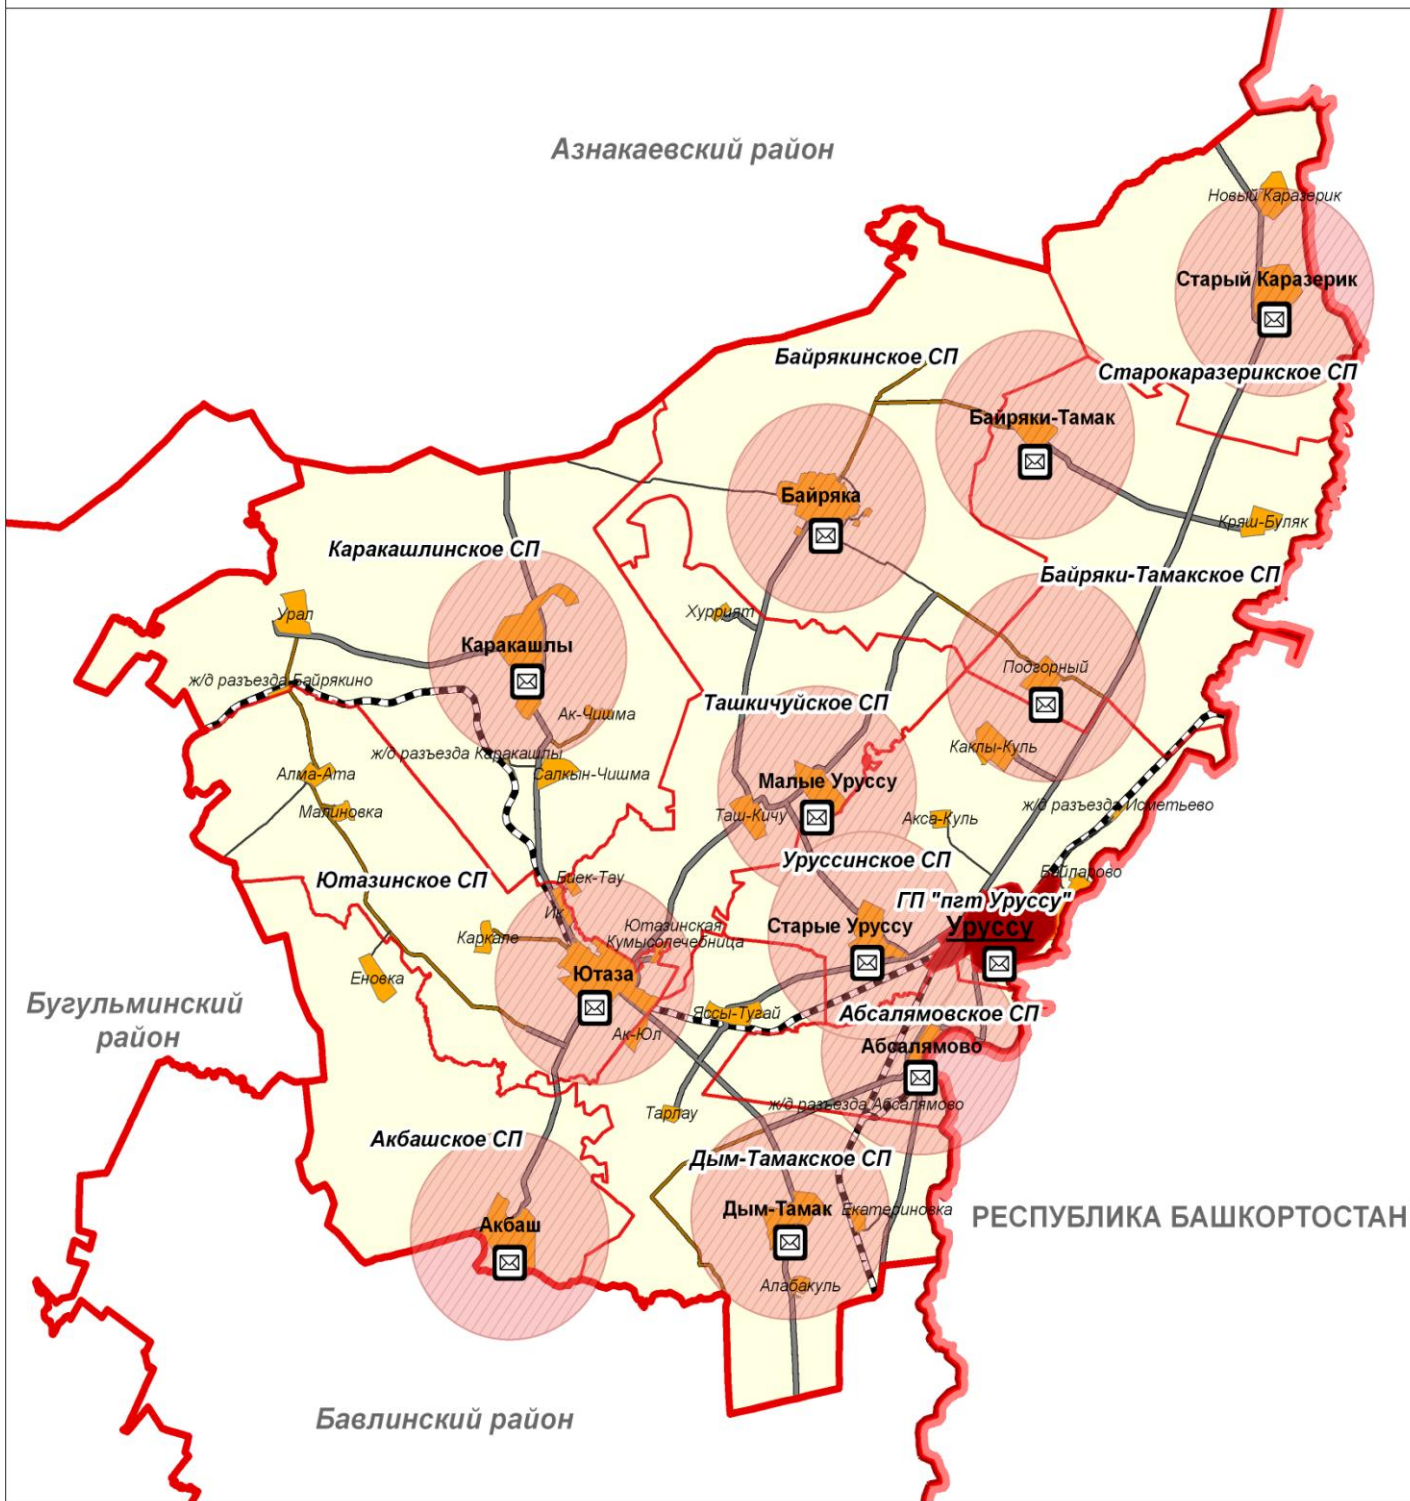 Азнакаевский район
Новый Каразерик
Старый Каразерик
Байрякинское СП
Старокаразерикское СП
Байряки-Тамак
Байряка
Кряш-Буляк
Каракашлинское СП
Байряки-Тамакское СП
Урал
Хуррият
Каракашлы
Подгорный
ж/д разъезда Байрякино
Ташкичуйское СП
Ак-Чишма
ж/д разъезда Каракашлы
Каклы-Куль
Алма-Ата
Салкын-Чишма
Малые Уруссу
Малиновка
Таш-Кичу
ж/д разъезда Исметьево
Акса-Куль
Уруссинское СП
Ютазинское СП
Биек-Тау
Байларово
ГП "пгт Уруссу"
Ик
Старые Уруссу
Уруссу
Каркале
Ютазинская
Кумысолечебница
Ютаза
Еновка
Бугульминский
район
Яссы-Тугай
Абсалямовское СП
Ак-Юл
Абсалямово
Тарлау
ж/д разъезда Абсалямово
Акбашское СП
Дым-Тамакское СП
Дым-Тамак
Екатериновка
Акбаш
РЕСПУБЛИКА БАШКОРТОСТАН
Алабакуль
Бавлинский район